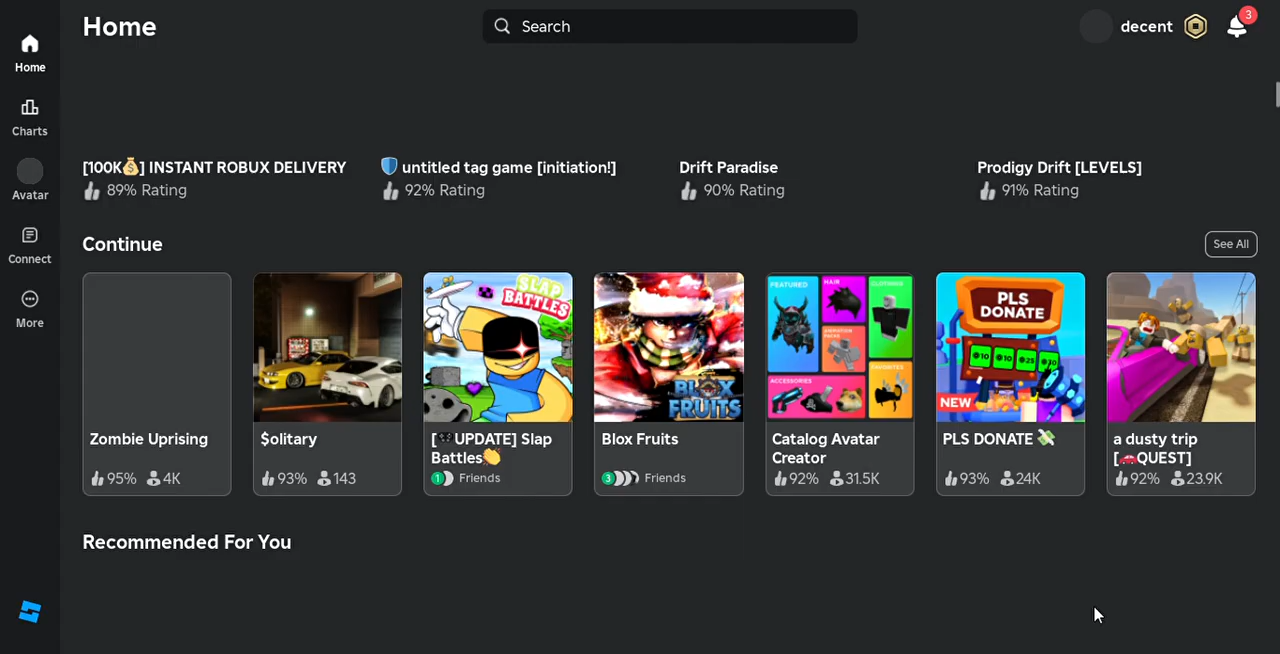 Home
Search
decent
3
Home
Charts
Avatar
Connect
More
[100K💰] INSTANT ROBUX DELIVERY
89% Rating
🛡️ untitled tag game [initiation!]
92% Rating
Drift Paradise
90% Rating
Prodigy Drift [LEVELS]
91% Rating
Continue
See All
Zombie Uprising
95% 4K
$olitary
93% 143
SLAP
BATTLES
[🎮UPDATE] Slap
Battles👏
1 Friends
BLOX
FRUITS
Blox Fruits
3 Friends
FEATURED
HAIR
CLOTHING
ANIMATION
PACKS
ACCESSORIES
FAVORITES
Catalog Avatar
Creator
92% 31.5K
PLS
DONATE
10
10
25
NEW
PLS DONATE 💸
93% 24K
a dusty trip
[🚗QUEST]
92% 23.9K
Recommended For You